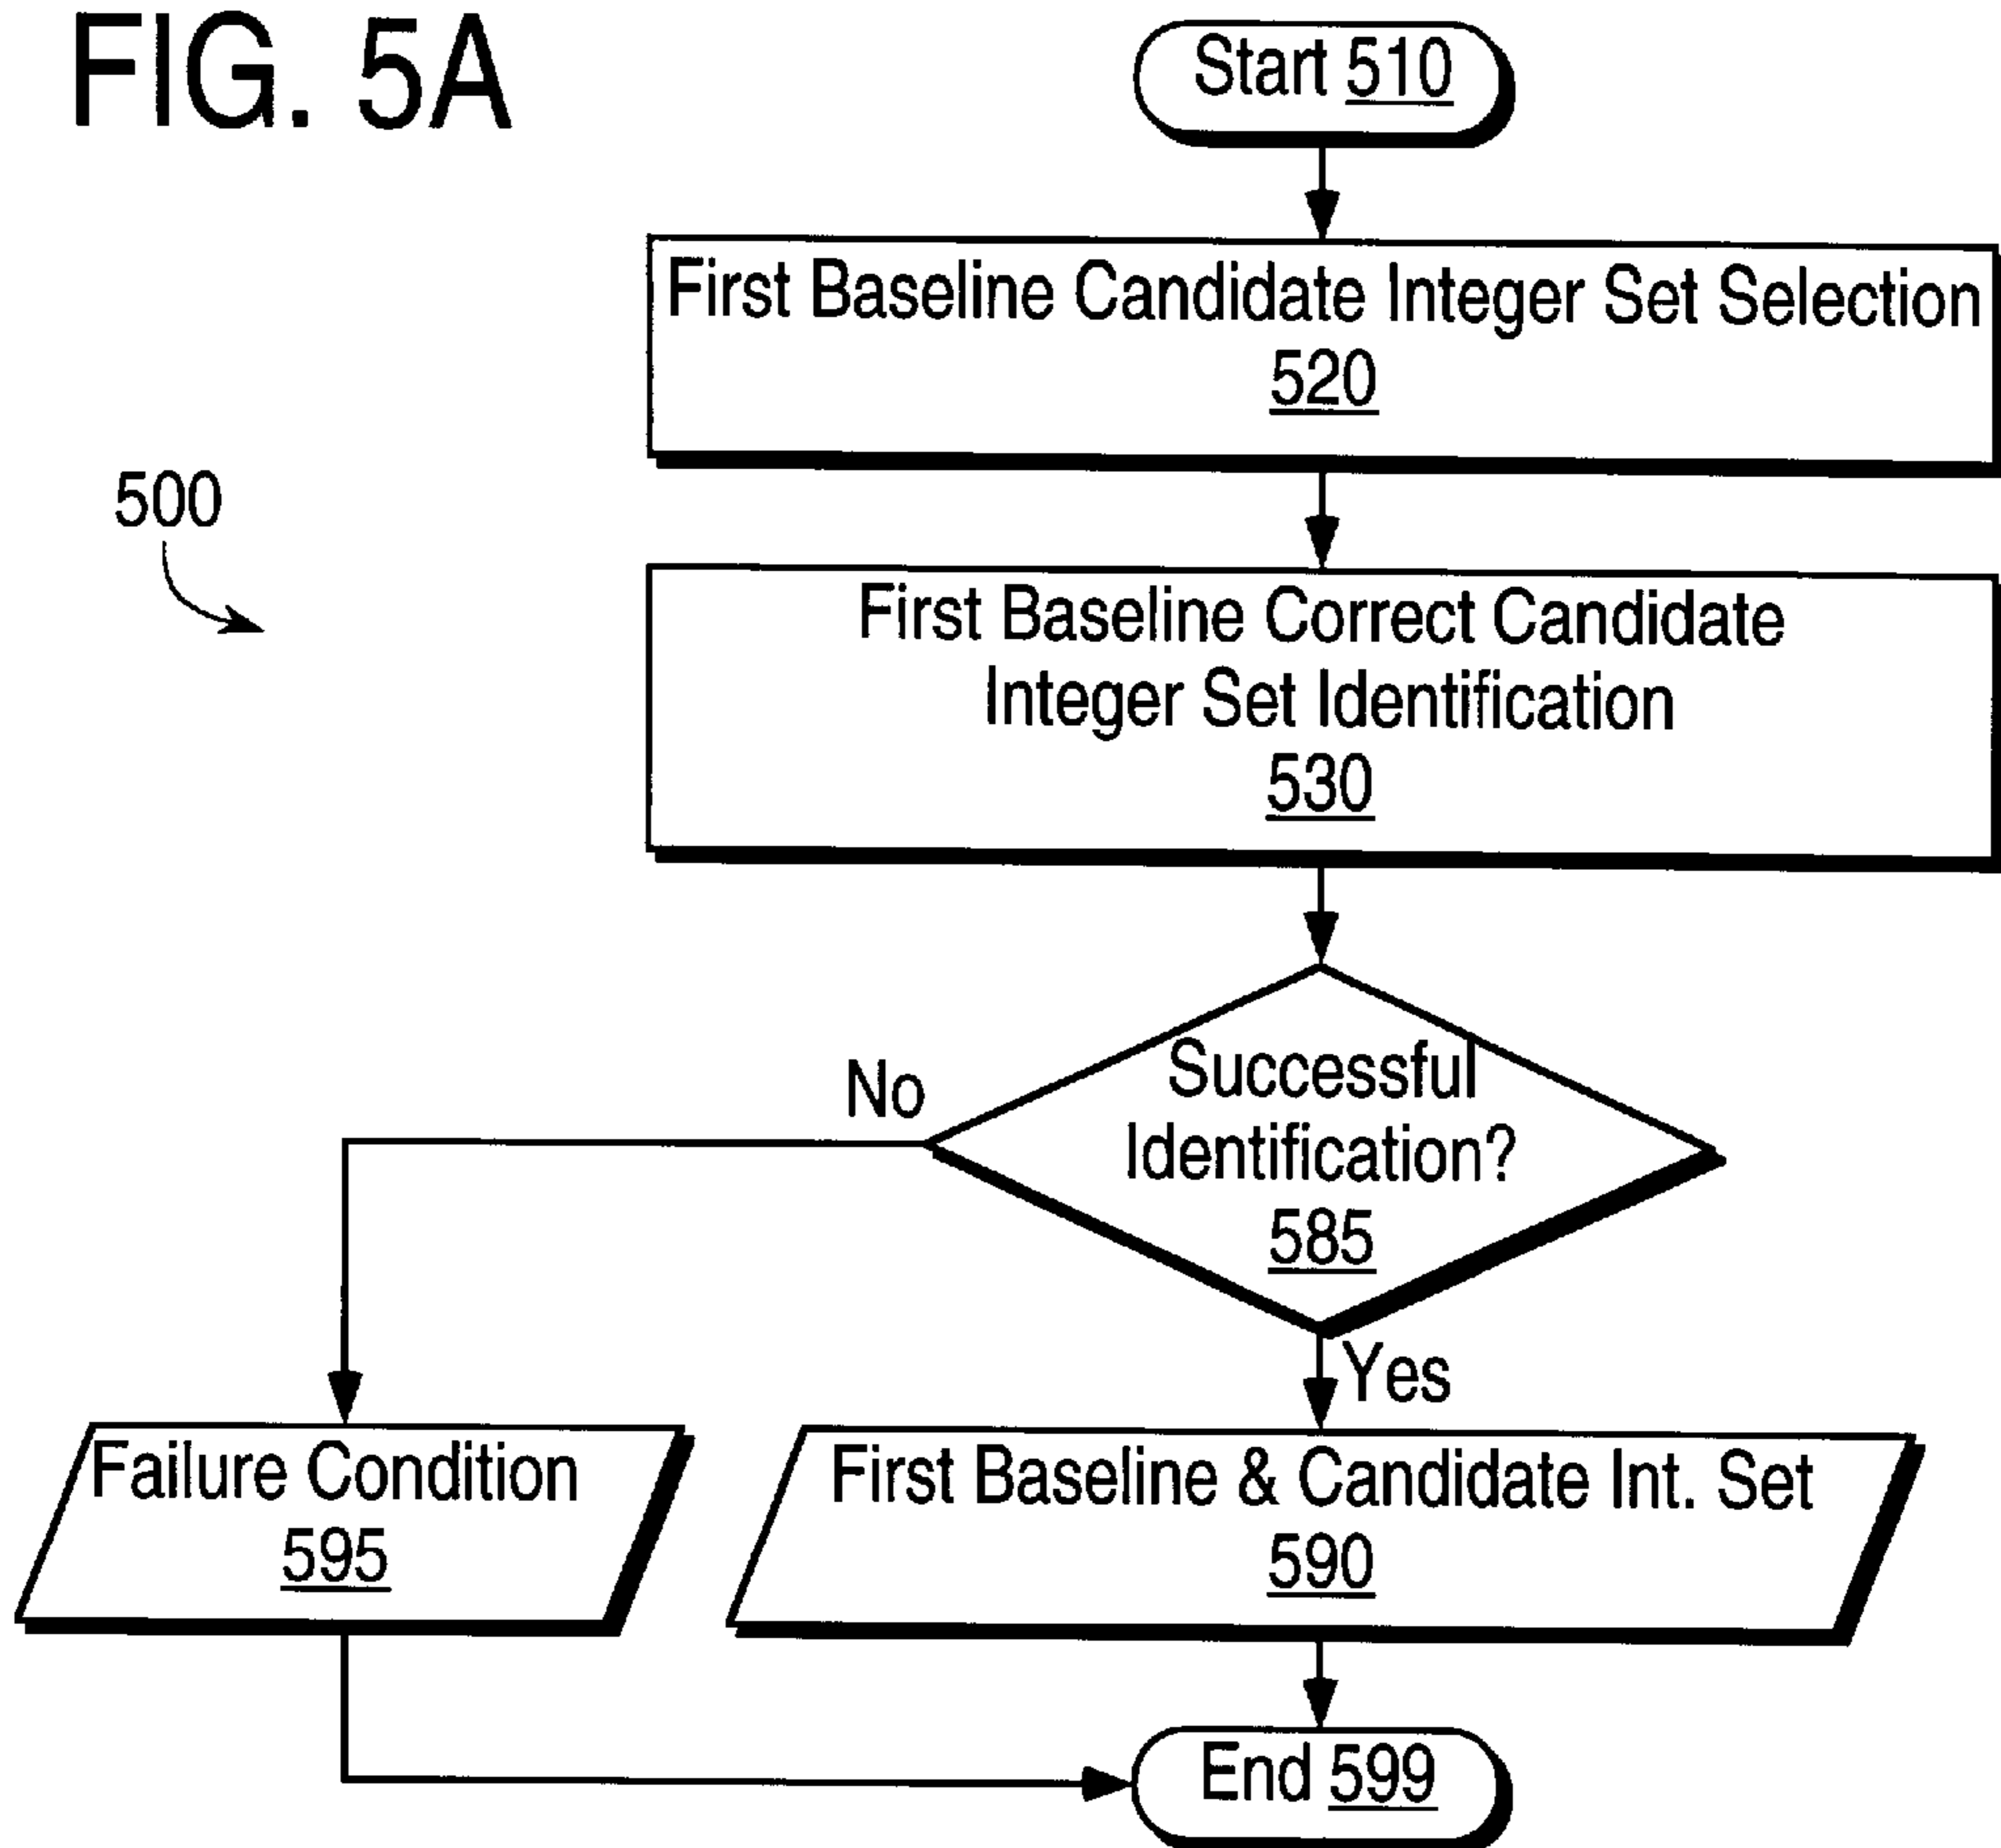 FIG. 5A
Start 510
First Baseline Candidate Integer Set Selection
520
500
First Baseline Correct Candidate
Integer Set Identification
530
Successful
Identification?
585
No
Yes
Failure Condition
595
First Baseline & Candidate Int. Set
590
End 599